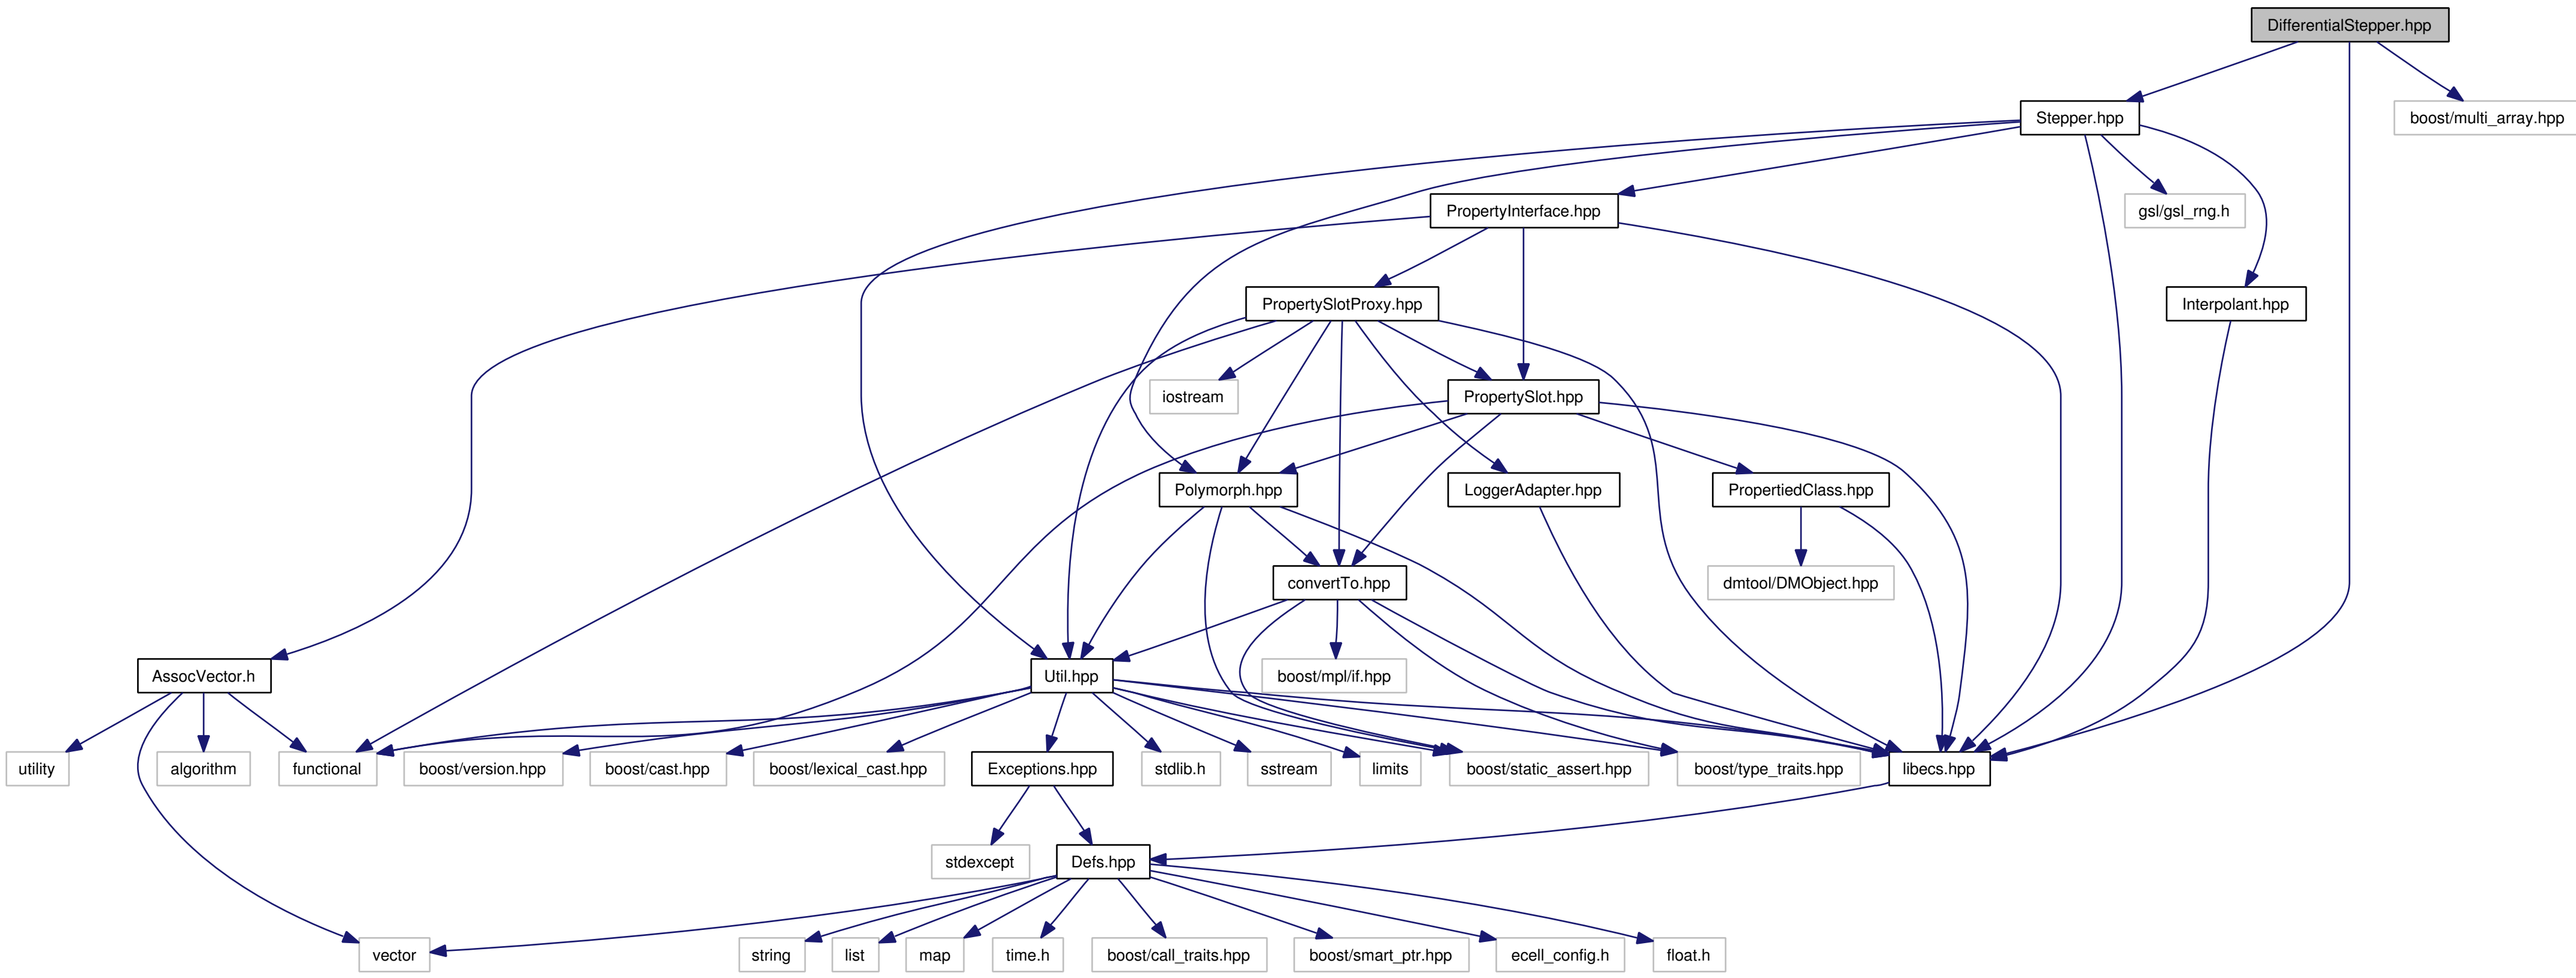 DifferentialStepper.hpp
Stepper.hpp
boost/multi_array.hpp
PropertyInterface.hpp
gsl/gsl_rng.h
PropertySlotProxy.hpp
Interpolant.hpp
iostream
PropertySlot.hpp
Polymorph.hpp
LoggerAdapter.hpp
PropertiedClass.hpp
convertTo.hpp
dmtool/DMObject.hpp
AssocVector.h
Util.hpp
boost/mpl/if.hpp
utility
algorithm
functional
boost/version.hpp
boost/cast.hpp
boost/lexical_cast.hpp
Exceptions.hpp
stdlib.h
sstream
limits
boost/static_assert.hpp
boost/type_traits.hpp
libecs.hpp
stdexcept
Defs.hpp
vector
string
list
map
time.h
boost/call_traits.hpp
boost/smart_ptr.hpp
ecell_config.h
float.h